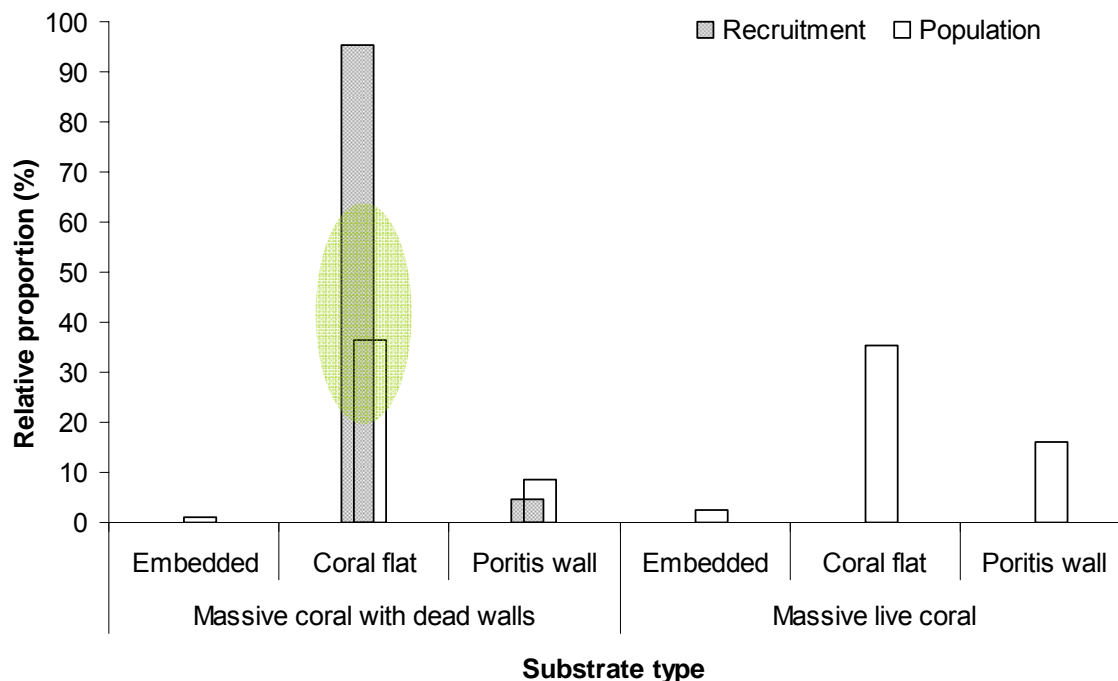 Recruitment Population
100
90
80
70
60
50
40
30
20
10
0
Relative proportion (%)
Embedded Coral flat Poritis wall Embedded Coral flat Poritis wall
Massive coral with dead walls Massive live coral
Substrate type